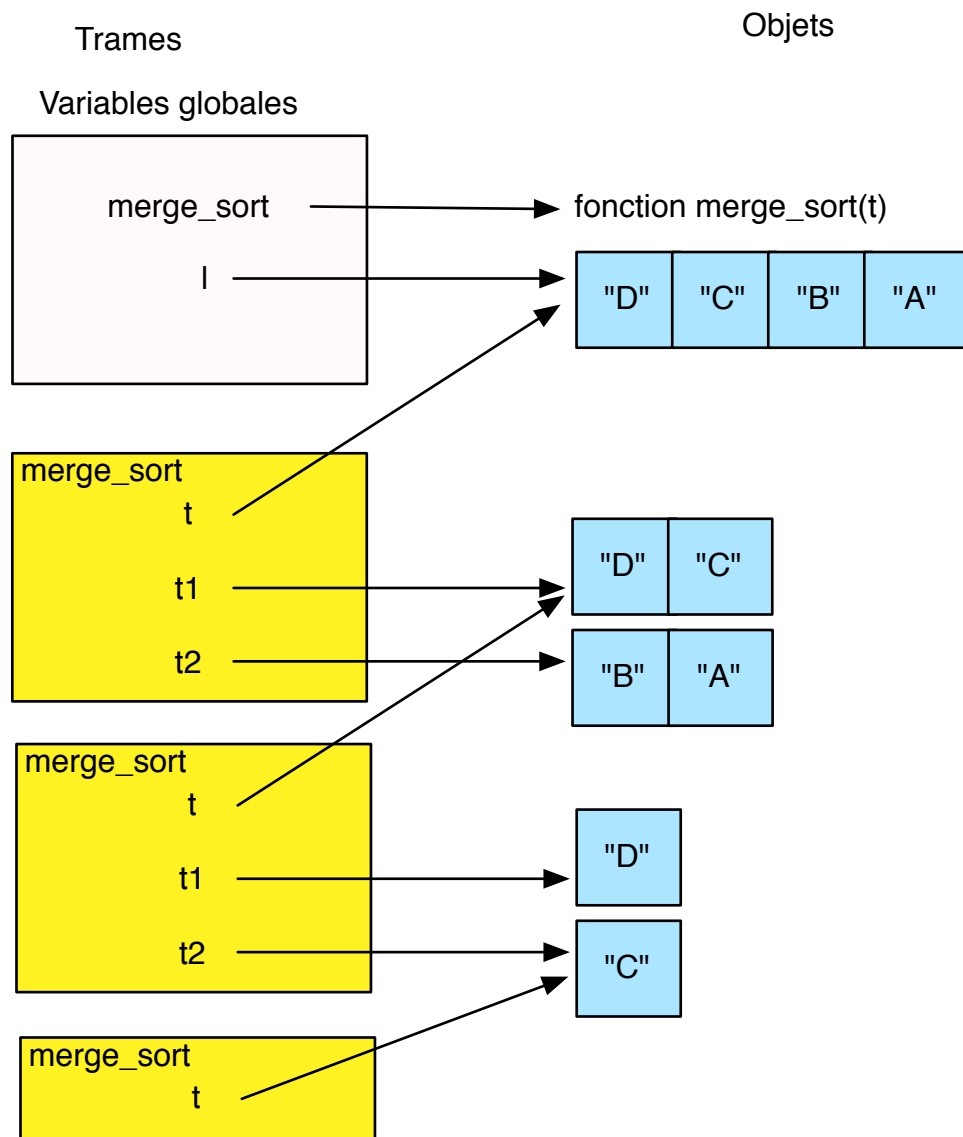 Trames
Objets
Variables globales
merge_sort
fonction merge_sort(t)
l
"D" "C" "B" "A"
merge_sort
t
t1
"D" "C"
t2
"B" "A"
merge_sort
t
t1
"D"
t2
"C"
merge_sort
t